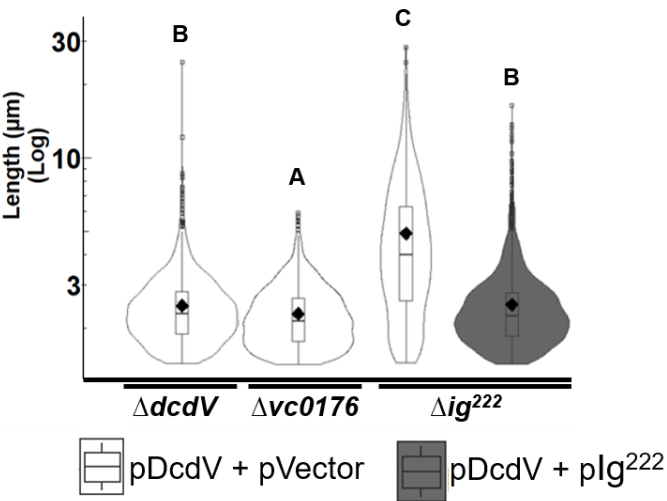 C
B
B
A
30
10
3
Length (µm)
(Log)
ΔdcdV Δvc0176 Δig²²²
pDcdV + pVector pDcdV + pIg²²²